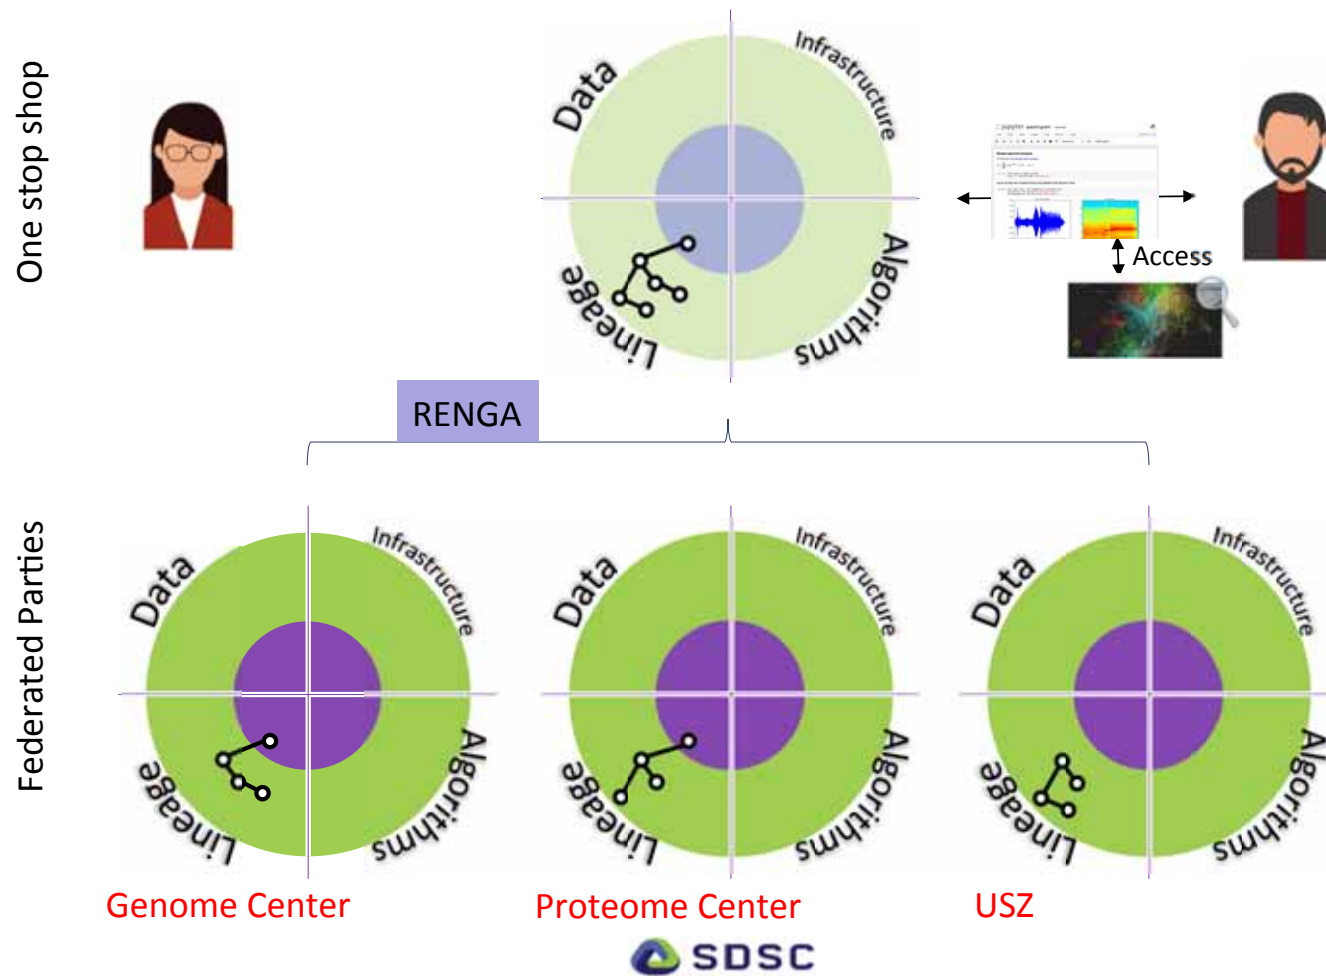 One stop shop
Data
Infrastructure
Lineage
Algorithms
jupyter
Access
RENGA
Federated Parties
Data
Infrastructure
Lineage
Algorithms
Data
Infrastructure
Lineage
Algorithms
Data
Infrastructure
Lineage
Algorithms
Genome Center
Proteome Center
USZ
SDSC